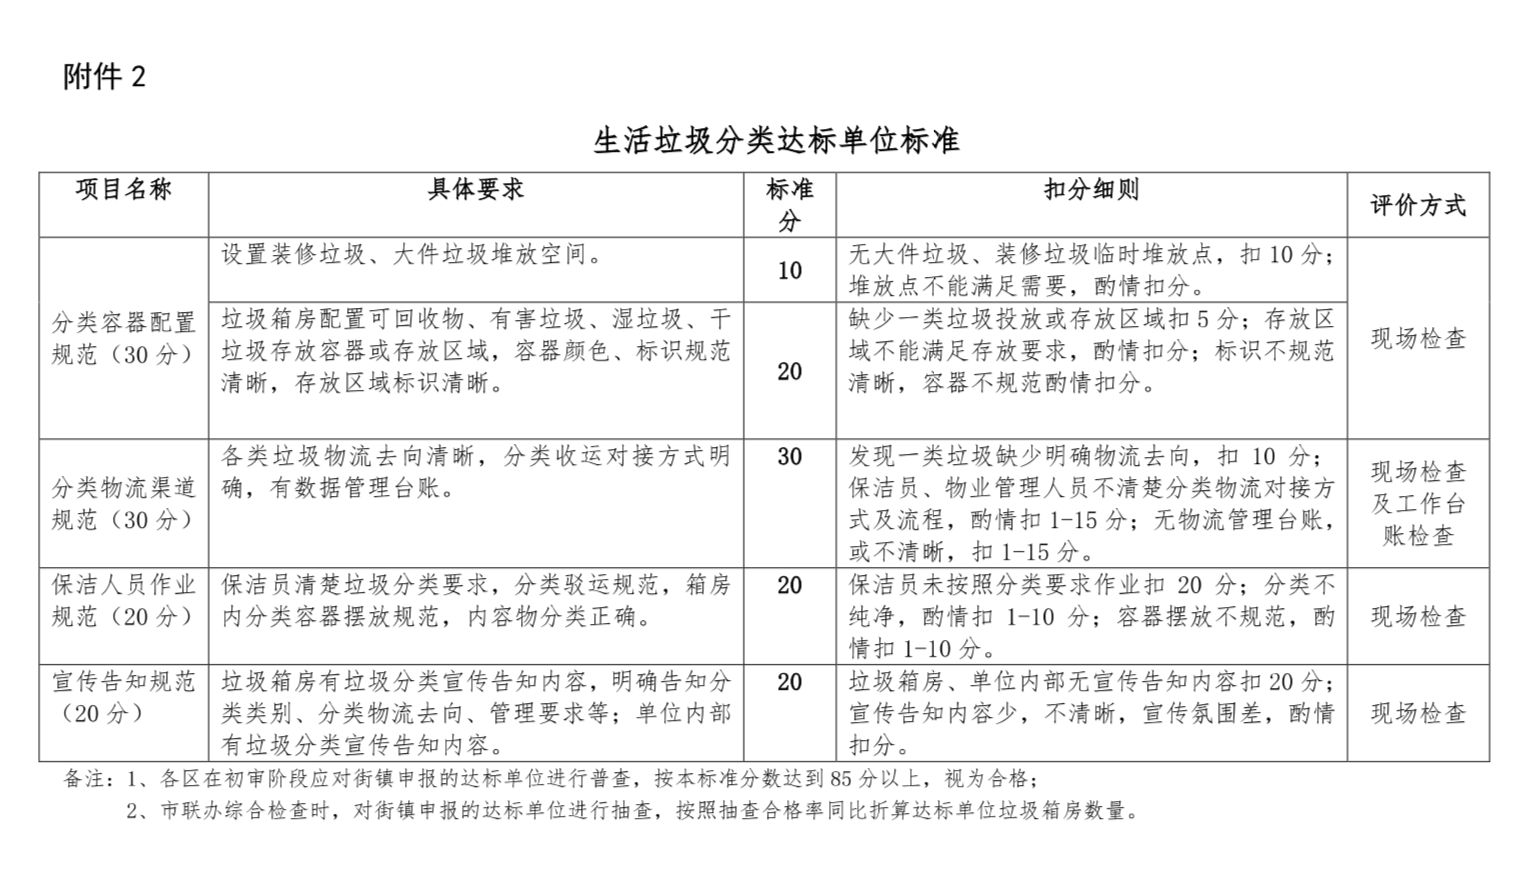 附件 2
生活垃圾分类达标单位标准
项目名称
具体要求
标准
分
扣分细则
评价方式
分类容器配置
规范（30 分）
设置装修垃圾、大件垃圾堆放空间。
10
无大件垃圾、装修垃圾临时堆放点，扣 10 分；
堆放点不能满足需要，酌情扣分。
现场检查
垃圾箱房配置可回收物、有害垃圾、湿垃圾、干
垃圾存放容器或存放区域，容器颜色、标识规范
清晰，存放区域标识清晰。
20
缺少一类垃圾投放或存放区域扣 5 分；存放区
域不能满足存放要求，酌情扣分；标识不规范
清晰，容器不规范酌情扣分。
分类物流渠道
规范（30 分）
各类垃圾物流去向清晰，分类收运对接方式明
确，有数据管理台账。
30
发现一类垃圾缺少明确物流去向，扣 10 分；
保洁员、物业管理人员不清楚分类物流对接方
式及流程，酌情扣 1-15 分；无物流管理台账，
或不清晰，扣 1-15 分。
现场检查
及工作台
账检查
保洁人员作业
规范（20 分）
保洁员清楚垃圾分类要求，分类驳运规范，箱房
内分类容器摆放规范，内容物分类正确。
20
保洁员未按照分类要求作业扣 20 分；分类不
纯净，酌情扣 1-10 分；容器摆放不规范，酌
情扣 1-10 分。
现场检查
宣传告知规范
（20 分）
垃圾箱房有垃圾分类宣传告知内容，明确告知分
类类别、分类物流去向、管理要求等；单位内部
有垃圾分类宣传告知内容。
20
垃圾箱房、单位内部无宣传告知内容扣 20 分；
宣传告知内容少，不清晰，宣传氛围差，酌情
扣分。
现场检查
备注：1、各区在初审阶段应对街镇申报的达标单位进行普查，按本标准分数达到 85 分以上，视为合格；
2、市联办综合检查时，对街镇申报的达标单位进行抽查，按照抽查合格率同比折算达标单位垃圾箱房数量。